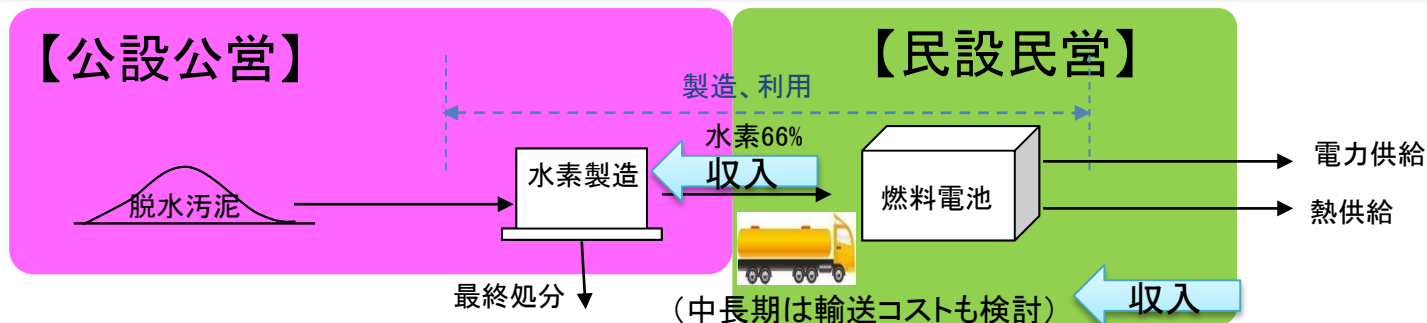 【公設公営】
【民設民営】
製造、利用
水素66%
収入
脱水汚泥
水素製造
燃料電池
電力供給
熱供給
最終処分
(中長期は輸送コストも検討)
収入